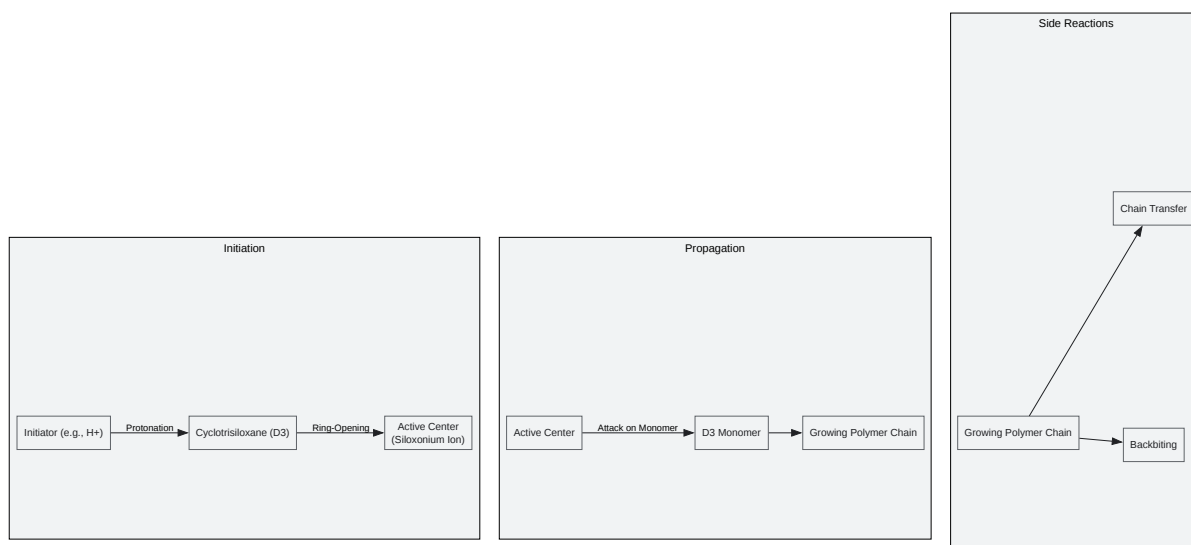 Initiation
Initiator (e.g., H+)
Protonation
Cyclotrisiloxane (D3)
Ring-Opening
Active Center
(Siloxonium Ion)
Propagation
Active Center
Attack on Monomer
D3 Monomer
Growing Polymer Chain
Side Reactions
Chain Transfer
Growing Polymer Chain
Backbiting